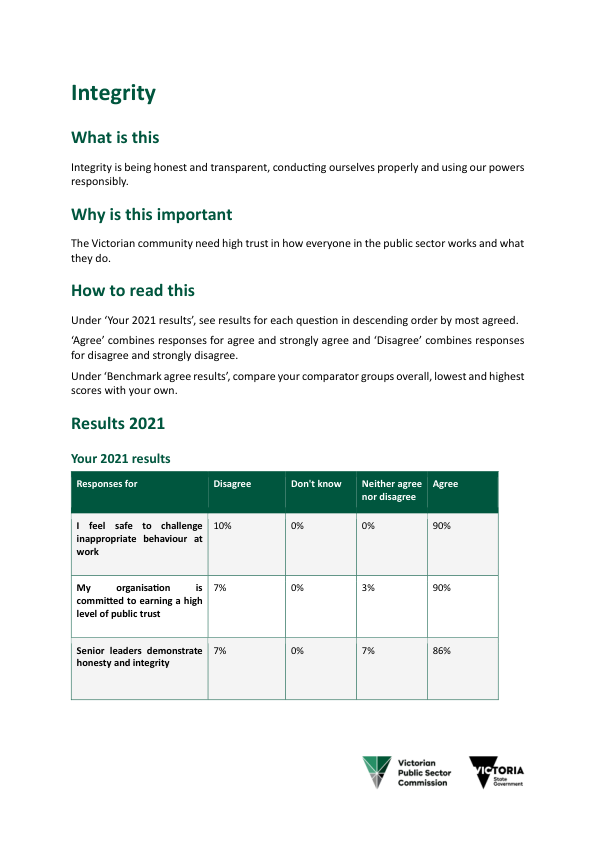 Integrity
What is this
Integrity is being honest and transparent, conducting ourselves properly and using our powers
responsibly.
Why is this important
The Victorian community need high trust in how everyone in the public sector works and what
they do.
How to read this
Under ‘Your 2021 results’, see results for each question in descending order by most agreed.
‘Agree’ combines responses for agree and strongly agree and ‘Disagree’ combines responses
for disagree and strongly disagree.
Under ‘Benchmark agree results’, compare your comparator groups overall, lowest and highest
scores with your own.
Results 2021
Your 2021 results
Responses for Disagree Don't know Neither agree Agree
nor disagree
I feel safe to challenge 10% 0% 0% 90%
inappropriate behaviour at
work
My organisation is 7% 0% 3% 90%
committed to earning a high
level of public trust
Senior leaders demonstrate 7% 0% 7% 86%
honesty and integrity
Victorian
Public Sector
Commission
VICTORIA
State
Government